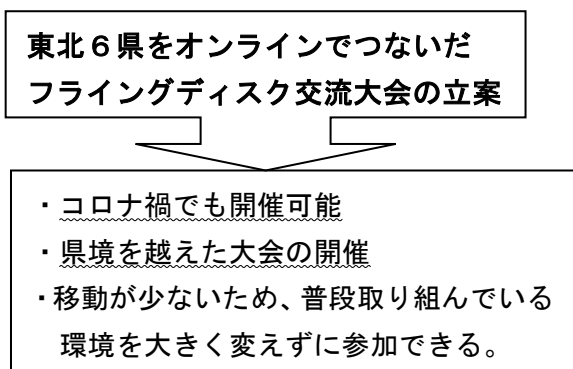 東北６県をオンラインでつないだ
フライングディスク交流大会の立案
・コロナ禍でも開催可能
・県境を越えた大会の開催
・移動が少ないため、普段取り組んでいる
環境を大きく変えずに参加できる。